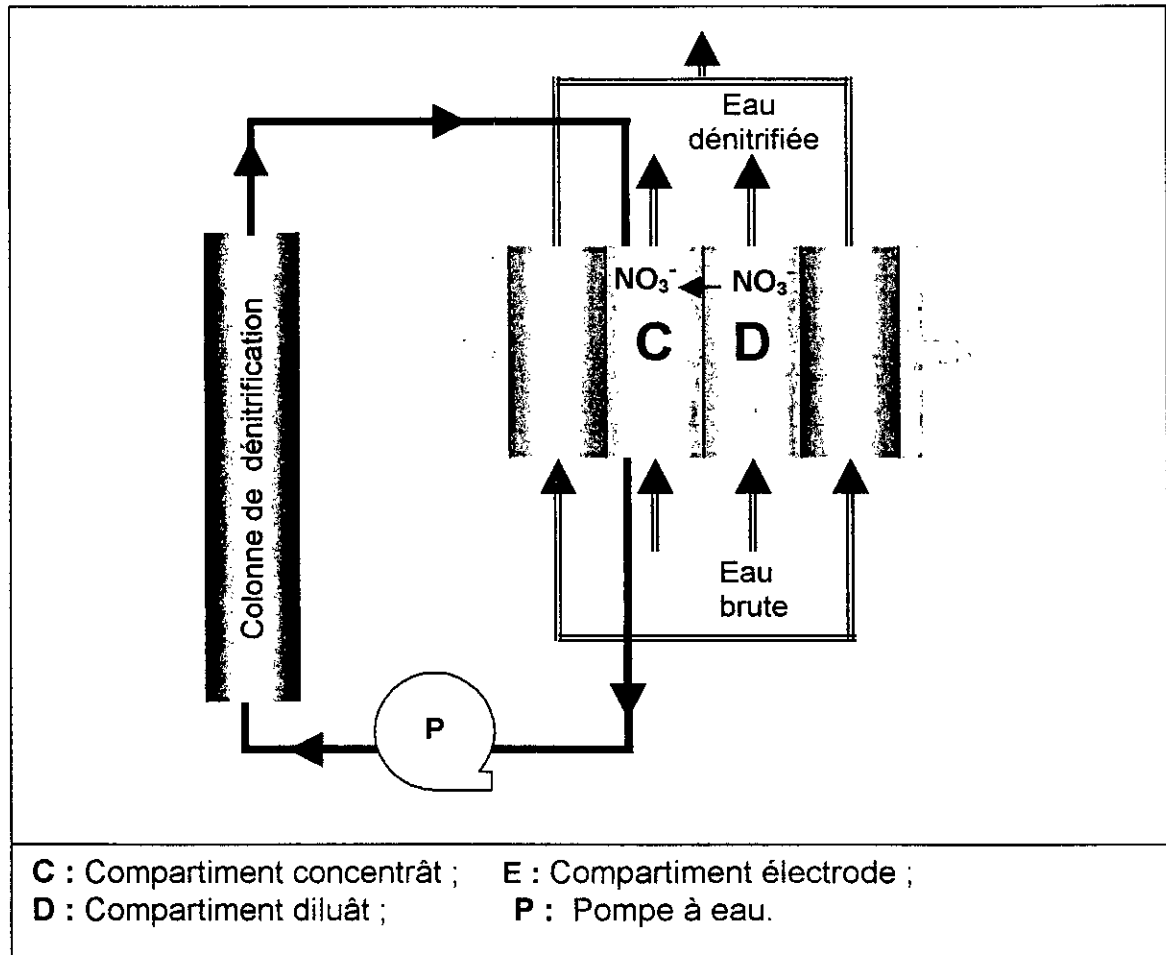 Eau
dénitrifiée
NO₃⁻ NO₃⁻
C D
Colonne de dénitrification
Eau
brute
P
C : Compartiment concentrât ; E : Compartiment électrode ;
D : Compartiment diluât ; P : Pompe à eau.